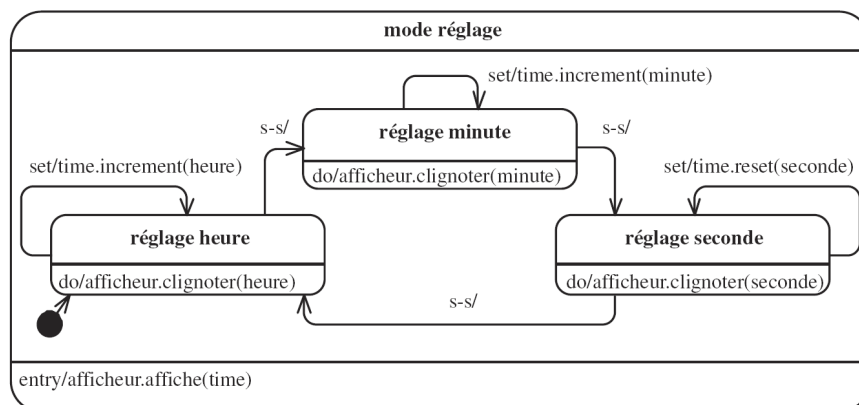 mode réglage
set/time.increment(minute)
s-s/
réglage minute
s-s/
do/afficheur.clignoter(minute)
set/time.increment(heure)
set/time.reset(seconde)
réglage heure
réglage seconde
do/afficheur.clignoter(heure)
do/afficheur.clignoter(seconde)
s-s/
entry/afficheur.affiche(time)